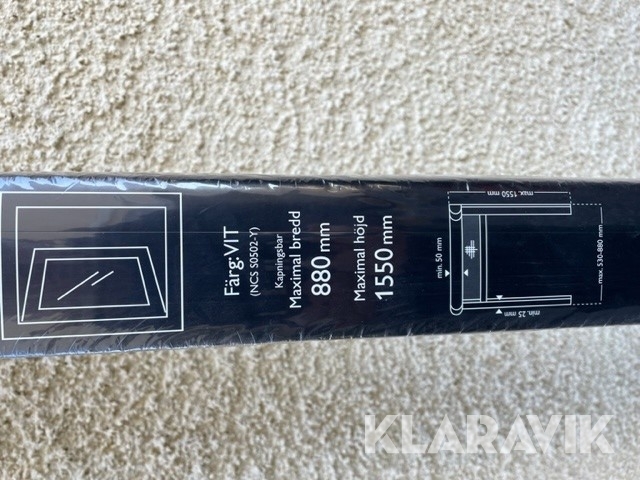 Färg: VIT
(NCS S0502-Y)
Kapningsbar
Maximal bredd
880 mm
Maximal höjd
1550 mm
max. 1550 mm
min. 50 mm
max. 530-880 mm
min. 25 mm
KLARAVIK